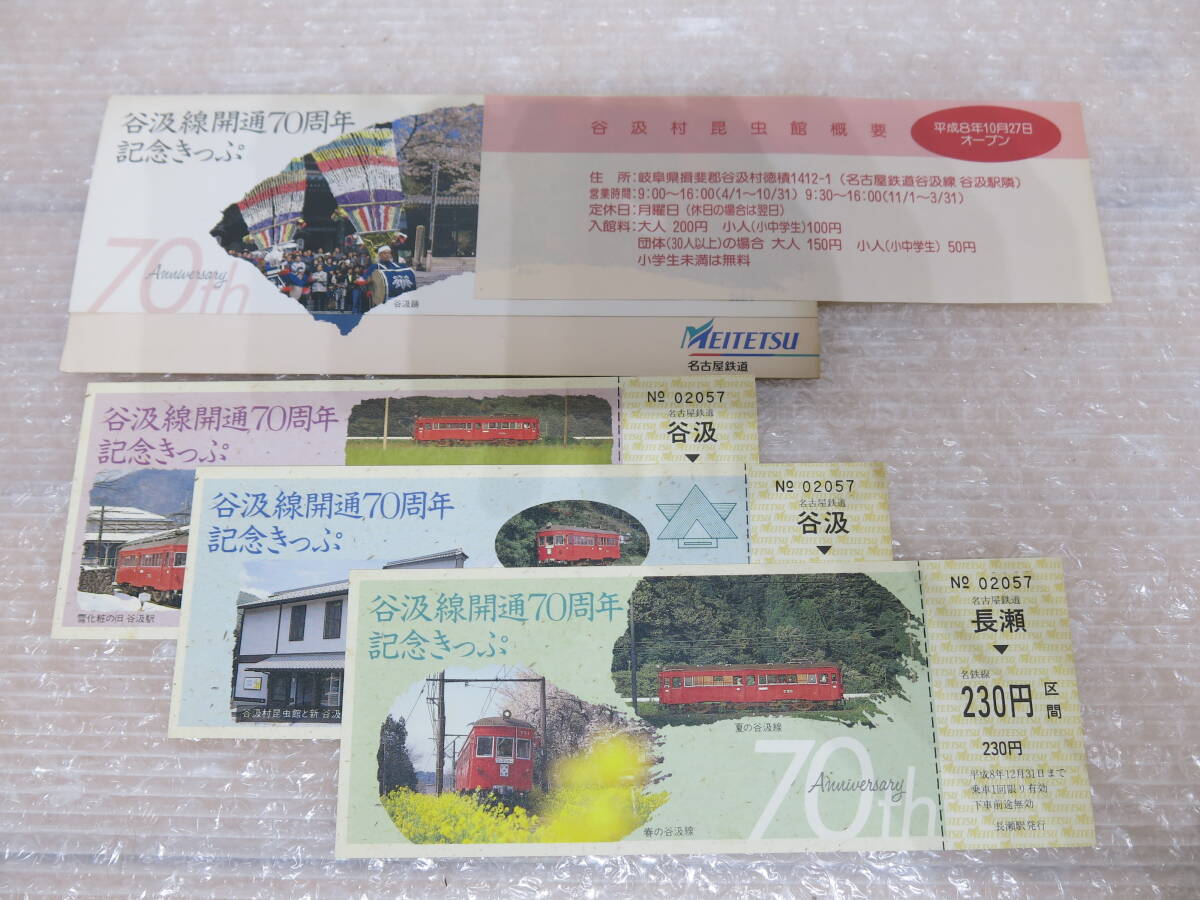 谷汲線開通70周年
記念きっぷ
70th
Anniversary
谷汲踊
MEITETSU
名古屋鉄道
谷汲村昆虫館概要
平成8年10月27日
オープン
住 所:岐阜県揖斐郡谷汲村徳積1412-1(名古屋鉄道谷汲線 谷汲駅隣)
営業時間:9:00〜16:00(4/1〜10/31) 9:30〜16:00(11/1〜3/31)
定休日:月曜日(休日の場合は翌日)
入館料:大人 200円 小人(小中学生)100円
団体(30人以上)の場合 大人 150円 小人(小中学生) 50円
小学生未満は無料
谷汲線開通70周年
記念きっぷ
雪化粧の旧 谷汲駅
№ 02057
名古屋鉄道
谷汲
▼
谷汲線開通70周年
記念きっぷ
谷汲村昆虫館と新 谷汲
№ 02057
名古屋鉄道
谷汲
▼
谷汲線開通70周年
記念きっぷ
夏の谷汲線
春の谷汲線
70th
Anniversary
№ 02057
名古屋鉄道
長瀬
▼
名鉄線
230円 区間
230円
平成8年12月31日まで
乗車1回限り有効
下車前途無効
長瀬駅発行